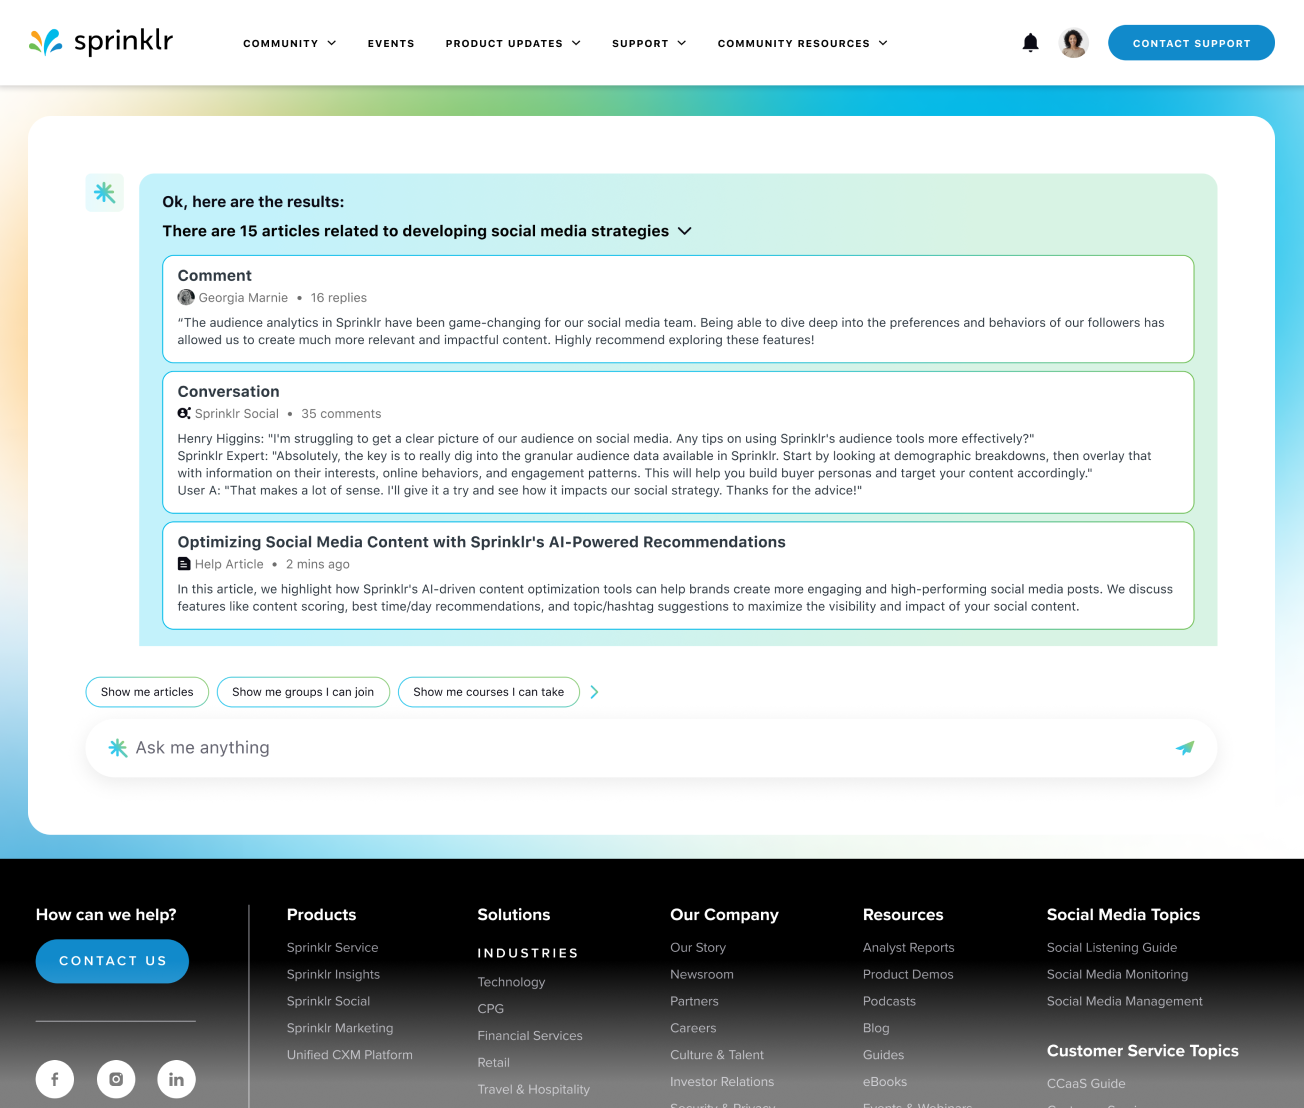 sprinklr
COMMUNITY
EVENTS
PRODUCT UPDATES
SUPPORT
COMMUNITY RESOURCES
CONTACT SUPPORT
Ok, here are the results:
There are 15 articles related to developing social media strategies
Comment
Georgia Marnie • 16 replies
“The audience analytics in Sprinklr have been game-changing for our social media team. Being able to dive deep into the preferences and behaviors of our followers has
allowed us to create much more relevant and impactful content. Highly recommend exploring these features!
Conversation
Sprinklr Social • 35 comments
Henry Higgins: "I'm struggling to get a clear picture of our audience on social media. Any tips on using Sprinklr's audience tools more effectively?"
Sprinklr Expert: "Absolutely, the key is to really dig into the granular audience data available in Sprinklr. Start by looking at demographic breakdowns, then overlay that
with information on their interests, online behaviors, and engagement patterns. This will help you build buyer personas and target your content accordingly."
User A: "That makes a lot of sense. I'll give it a try and see how it impacts our social strategy. Thanks for the advice!"
Optimizing Social Media Content with Sprinklr's AI-Powered Recommendations
Help Article • 2 mins ago
In this article, we highlight how Sprinklr's AI-driven content optimization tools can help brands create more engaging and high-performing social media posts. We discuss
features like content scoring, best time/day recommendations, and topic/hashtag suggestions to maximize the visibility and impact of your social content.
Show me articles
Show me groups I can join
Show me courses I can take
Ask me anything
How can we help?
CONTACT US
Products
Sprinklr Service
Sprinklr Insights
Sprinklr Social
Sprinklr Marketing
Unified CXM Platform
Solutions
INDUSTRIES
Technology
CPG
Financial Services
Retail
Travel & Hospitality
Our Company
Our Story
Newsroom
Partners
Careers
Culture & Talent
Investor Relations
Security & Privacy
Resources
Analyst Reports
Product Demos
Podcasts
Blog
Guides
eBooks
Events & Webinars
Social Media Topics
Social Listening Guide
Social Media Monitoring
Social Media Management
Customer Service Topics
CCaaS Guide